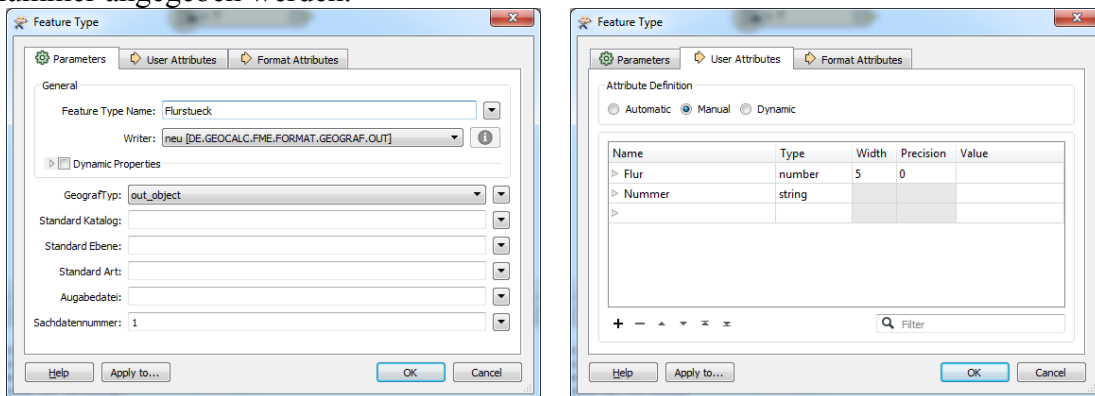 nummer angegeben werden.
Feature Type
Parameters User Attributes Format Attributes
General
Feature Type Name: Flurstueck
Writer: neu [DE.GEOCALC.FME.FORMAT.GEOGRAF.OUT]
Dynamic Properties
GeografTyp: out_object
Standard Katalog:
Standard Ebene:
Standard Art:
Augabedatei:
Sachdatennummer: 1
Help Apply to... OK Cancel
Feature Type
Parameters User Attributes Format Attributes
Attribute Definition
Automatic Manual Dynamic
Name Type Width Precision Value
Flur number 5 0
Nummer string
Filter
Help Apply to... OK Cancel